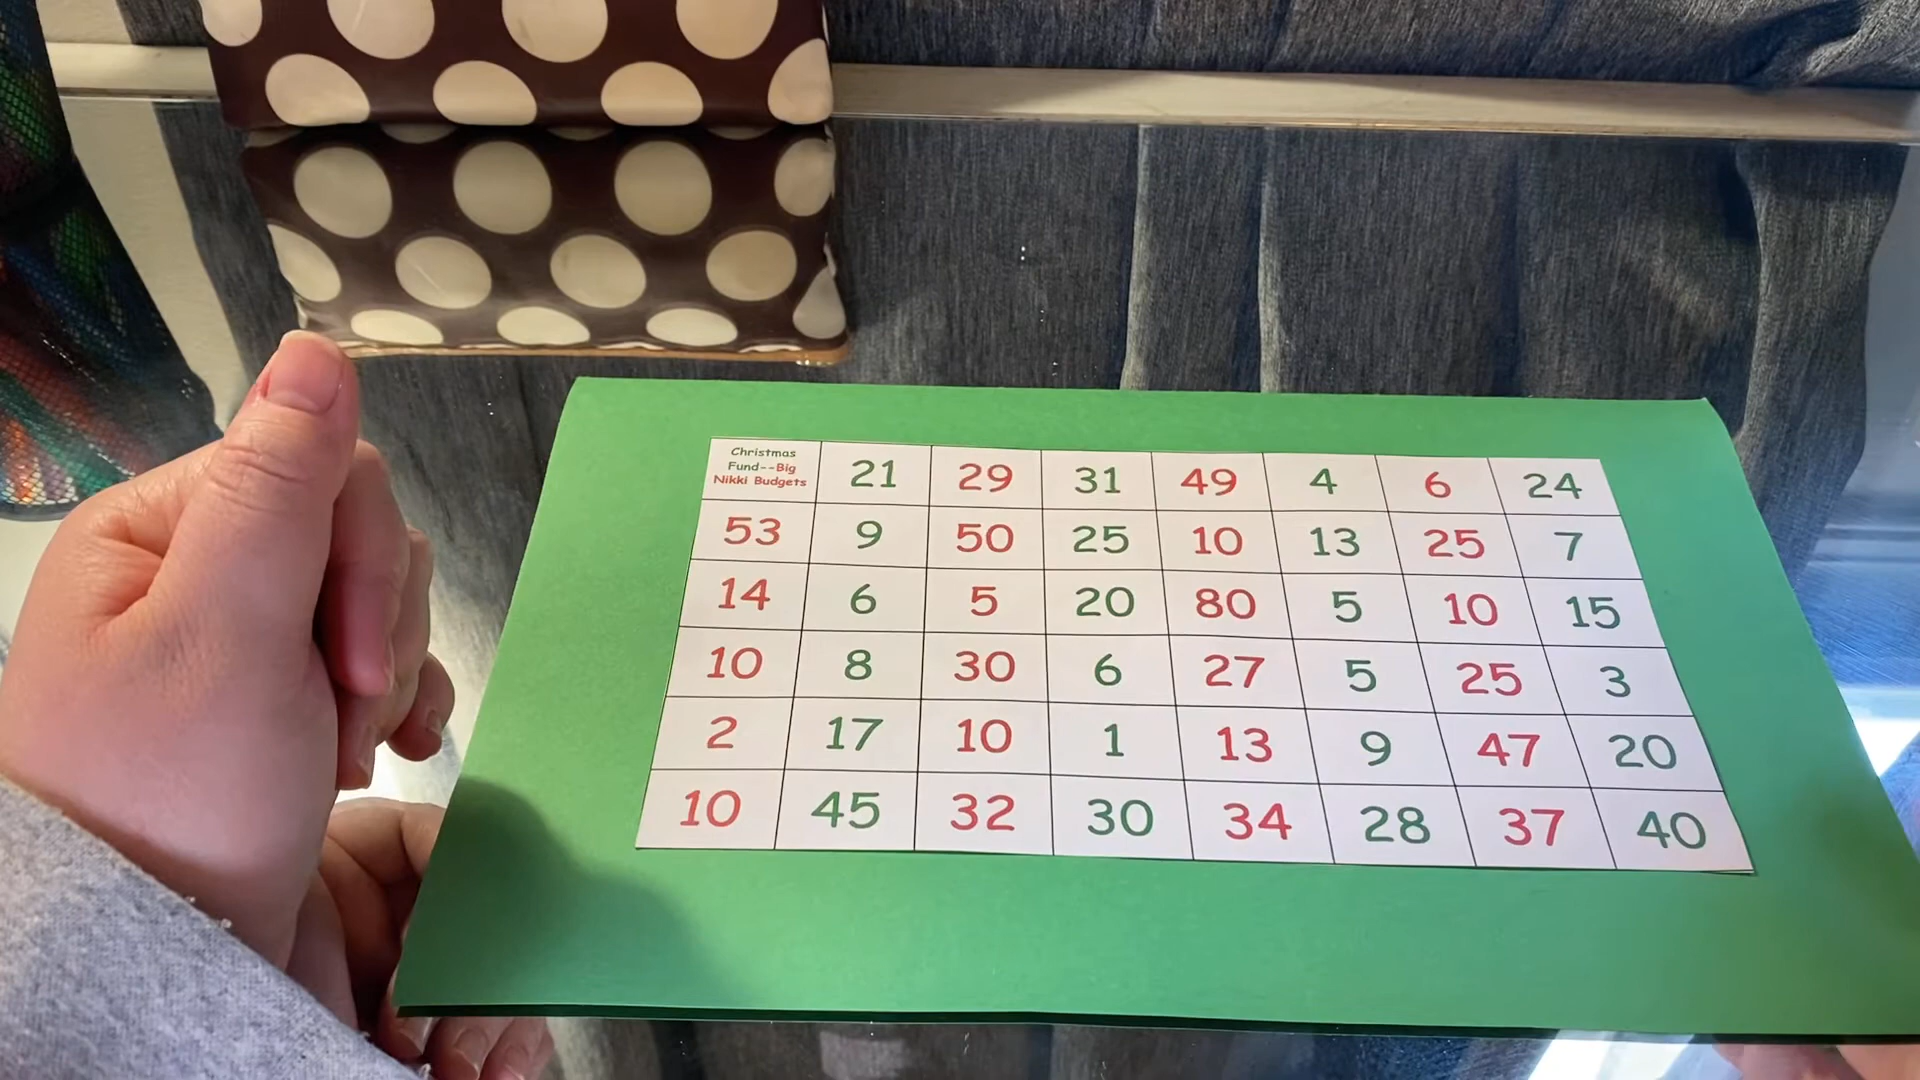 Christmas
Fund--Big
Nikki Budgets
21 29 31 49 4 6 24
53 9 50 25 10 13 25 7
14 6 5 20 80 5 10 15
10 8 30 6 27 5 25 3
2 17 10 1 13 9 47 20
10 45 32 30 34 28 37 40